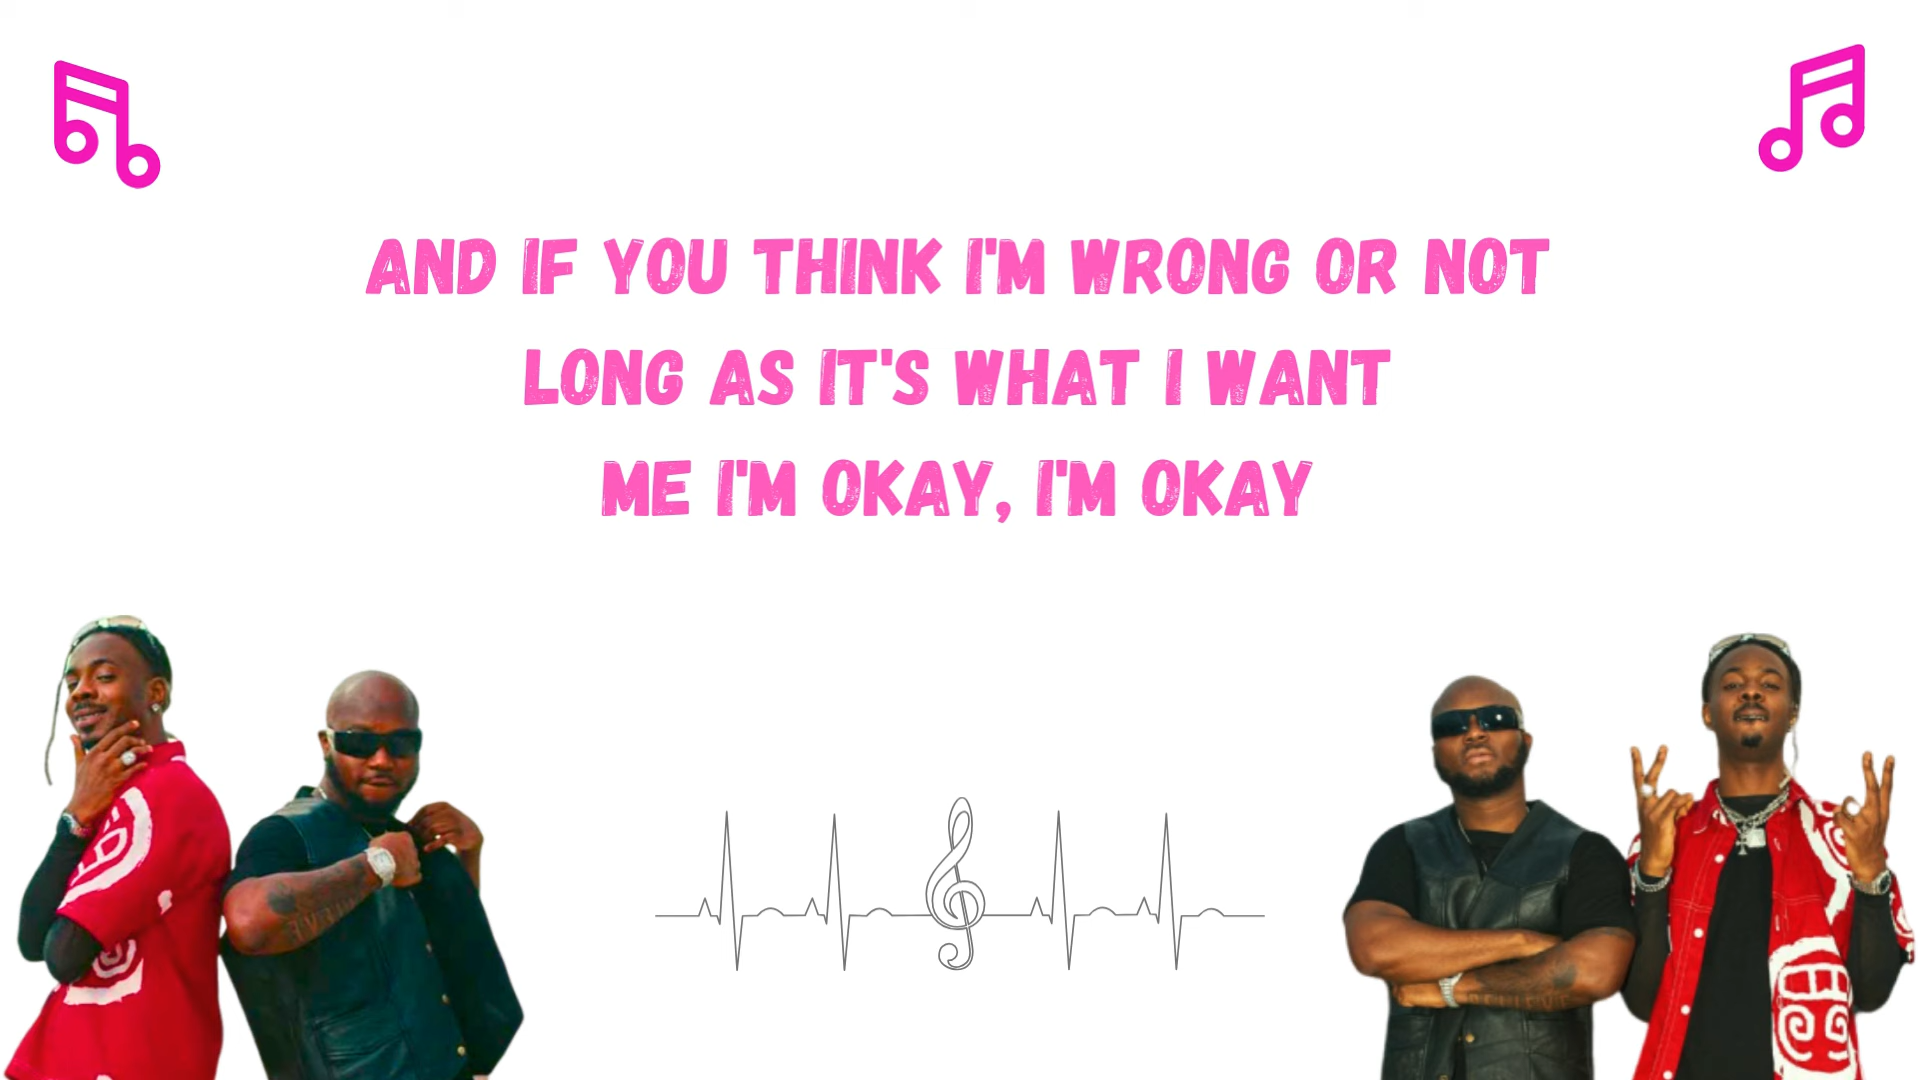 AND IF YOU THINK I'M WRONG OR NOT
LONG AS IT'S WHAT I WANT
ME I'M OKAY, I'M OKAY